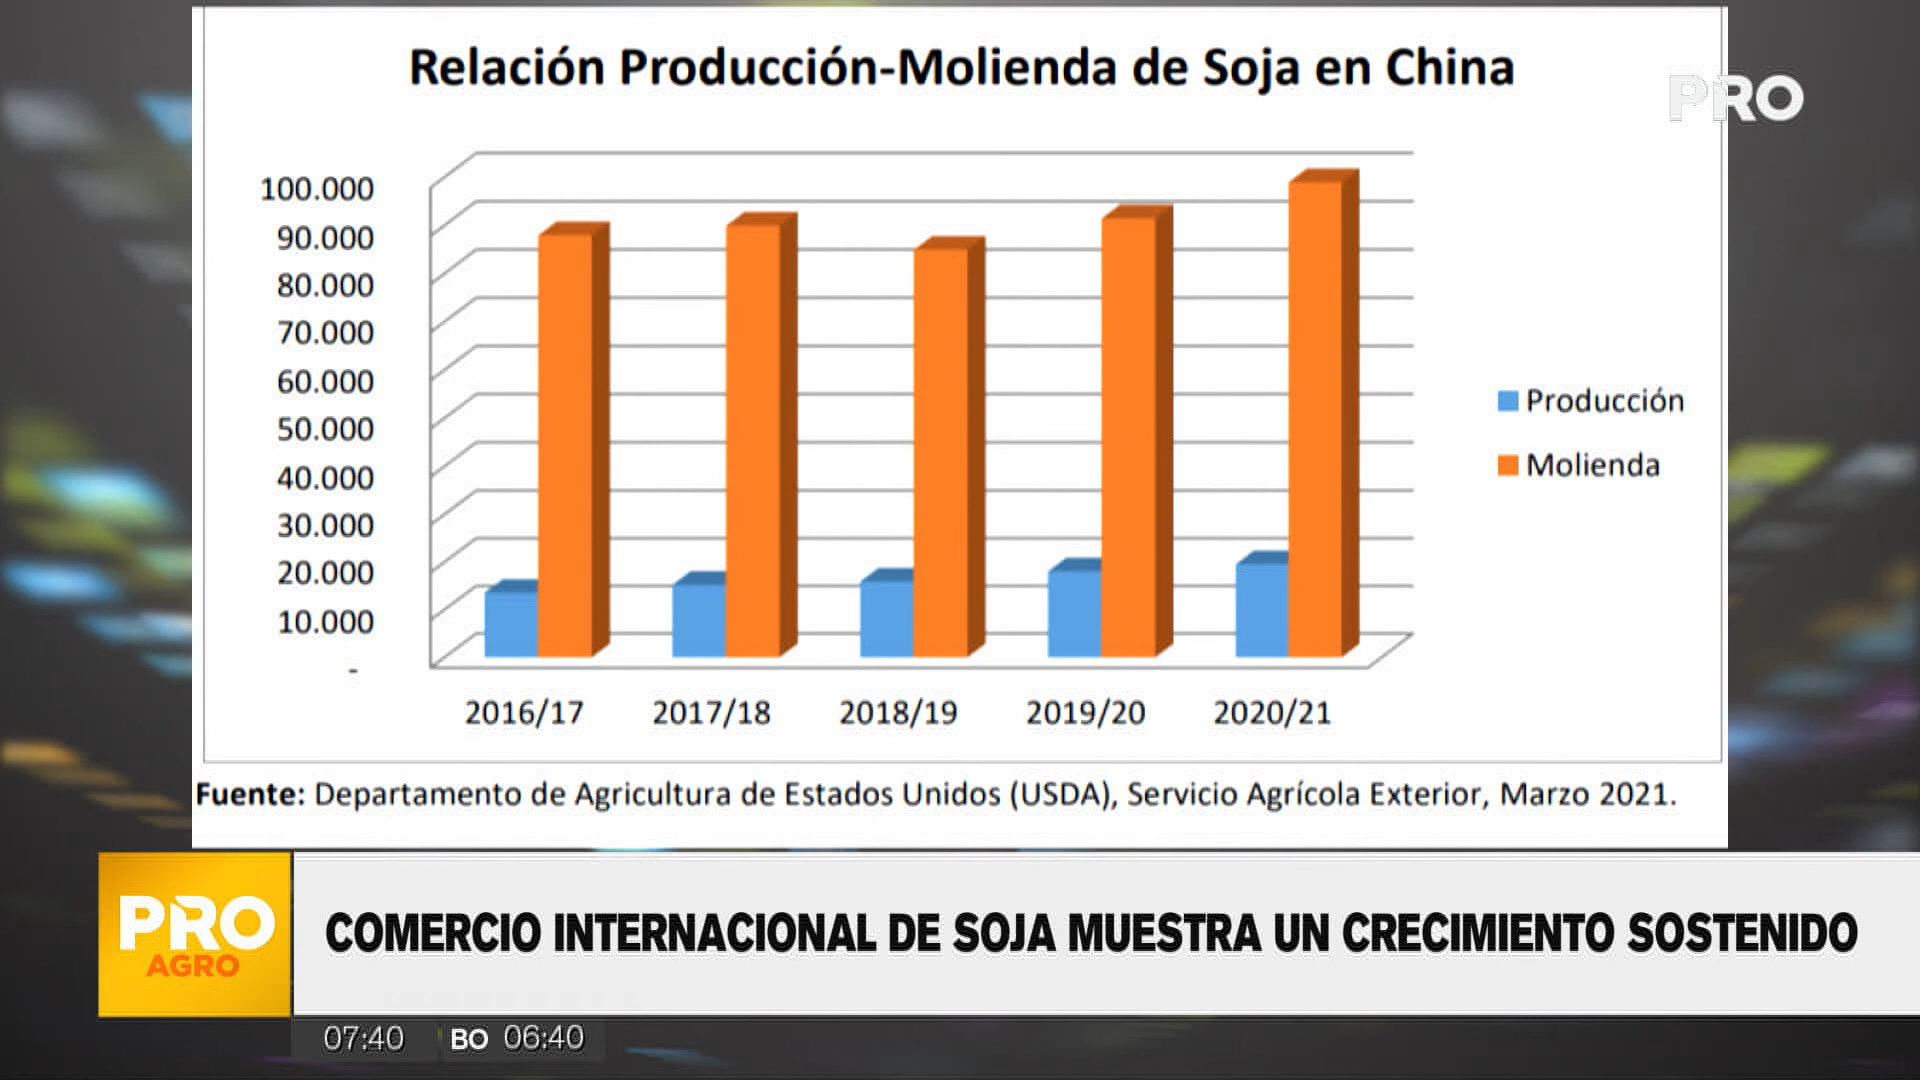 Relación Producción-Molienda de Soja en China
PRO
100.000
90.000
80.000
70.000
60.000
50.000
40.000
30.000
20.000
10.000
-
2016/17 2017/18 2018/19 2019/20 2020/21
Producción
Molienda
Fuente: Departamento de Agricultura de Estados Unidos (USDA), Servicio Agrícola Exterior, Marzo 2021.
PRO
AGRO
COMERCIO INTERNACIONAL DE SOJA MUESTRA UN CRECIMIENTO SOSTENIDO
07:40 BO 06:40